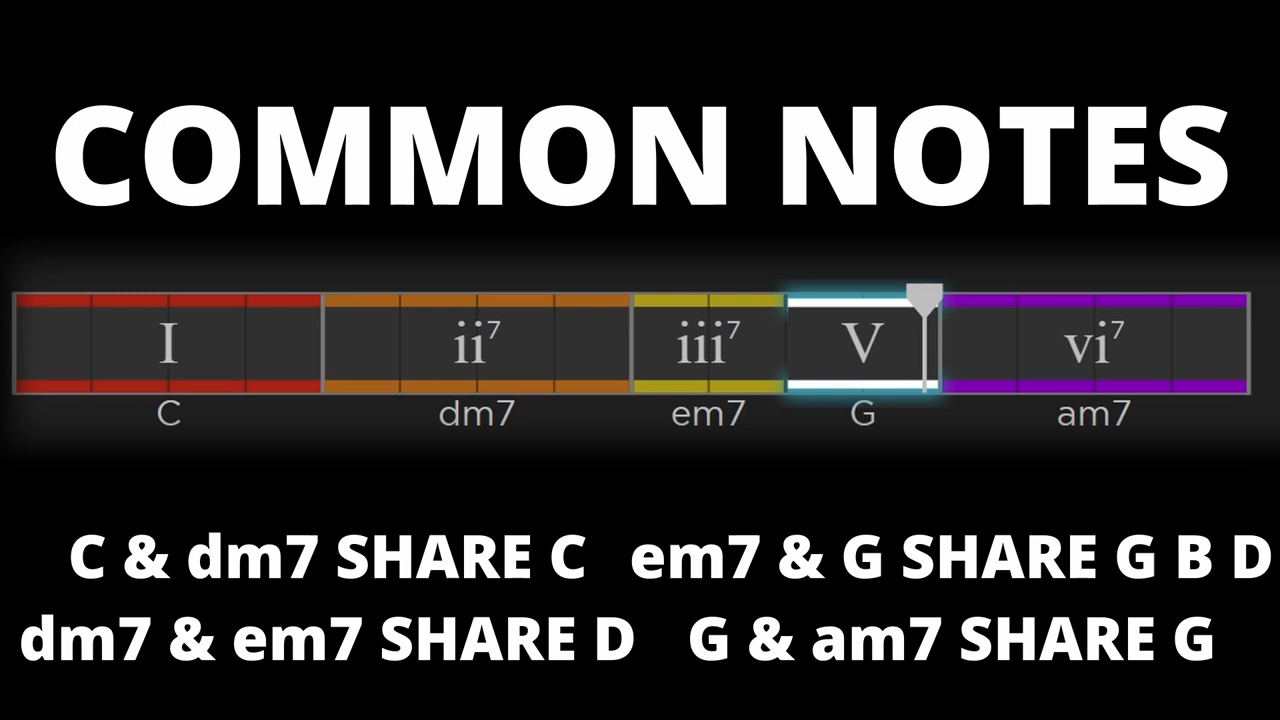 COMMON NOTES
I ii⁷ iii⁷ V vi⁷
C dm7 em7 G am7
C & dm7 SHARE C em7 & G SHARE G B D
dm7 & em7 SHARE D G & am7 SHARE G